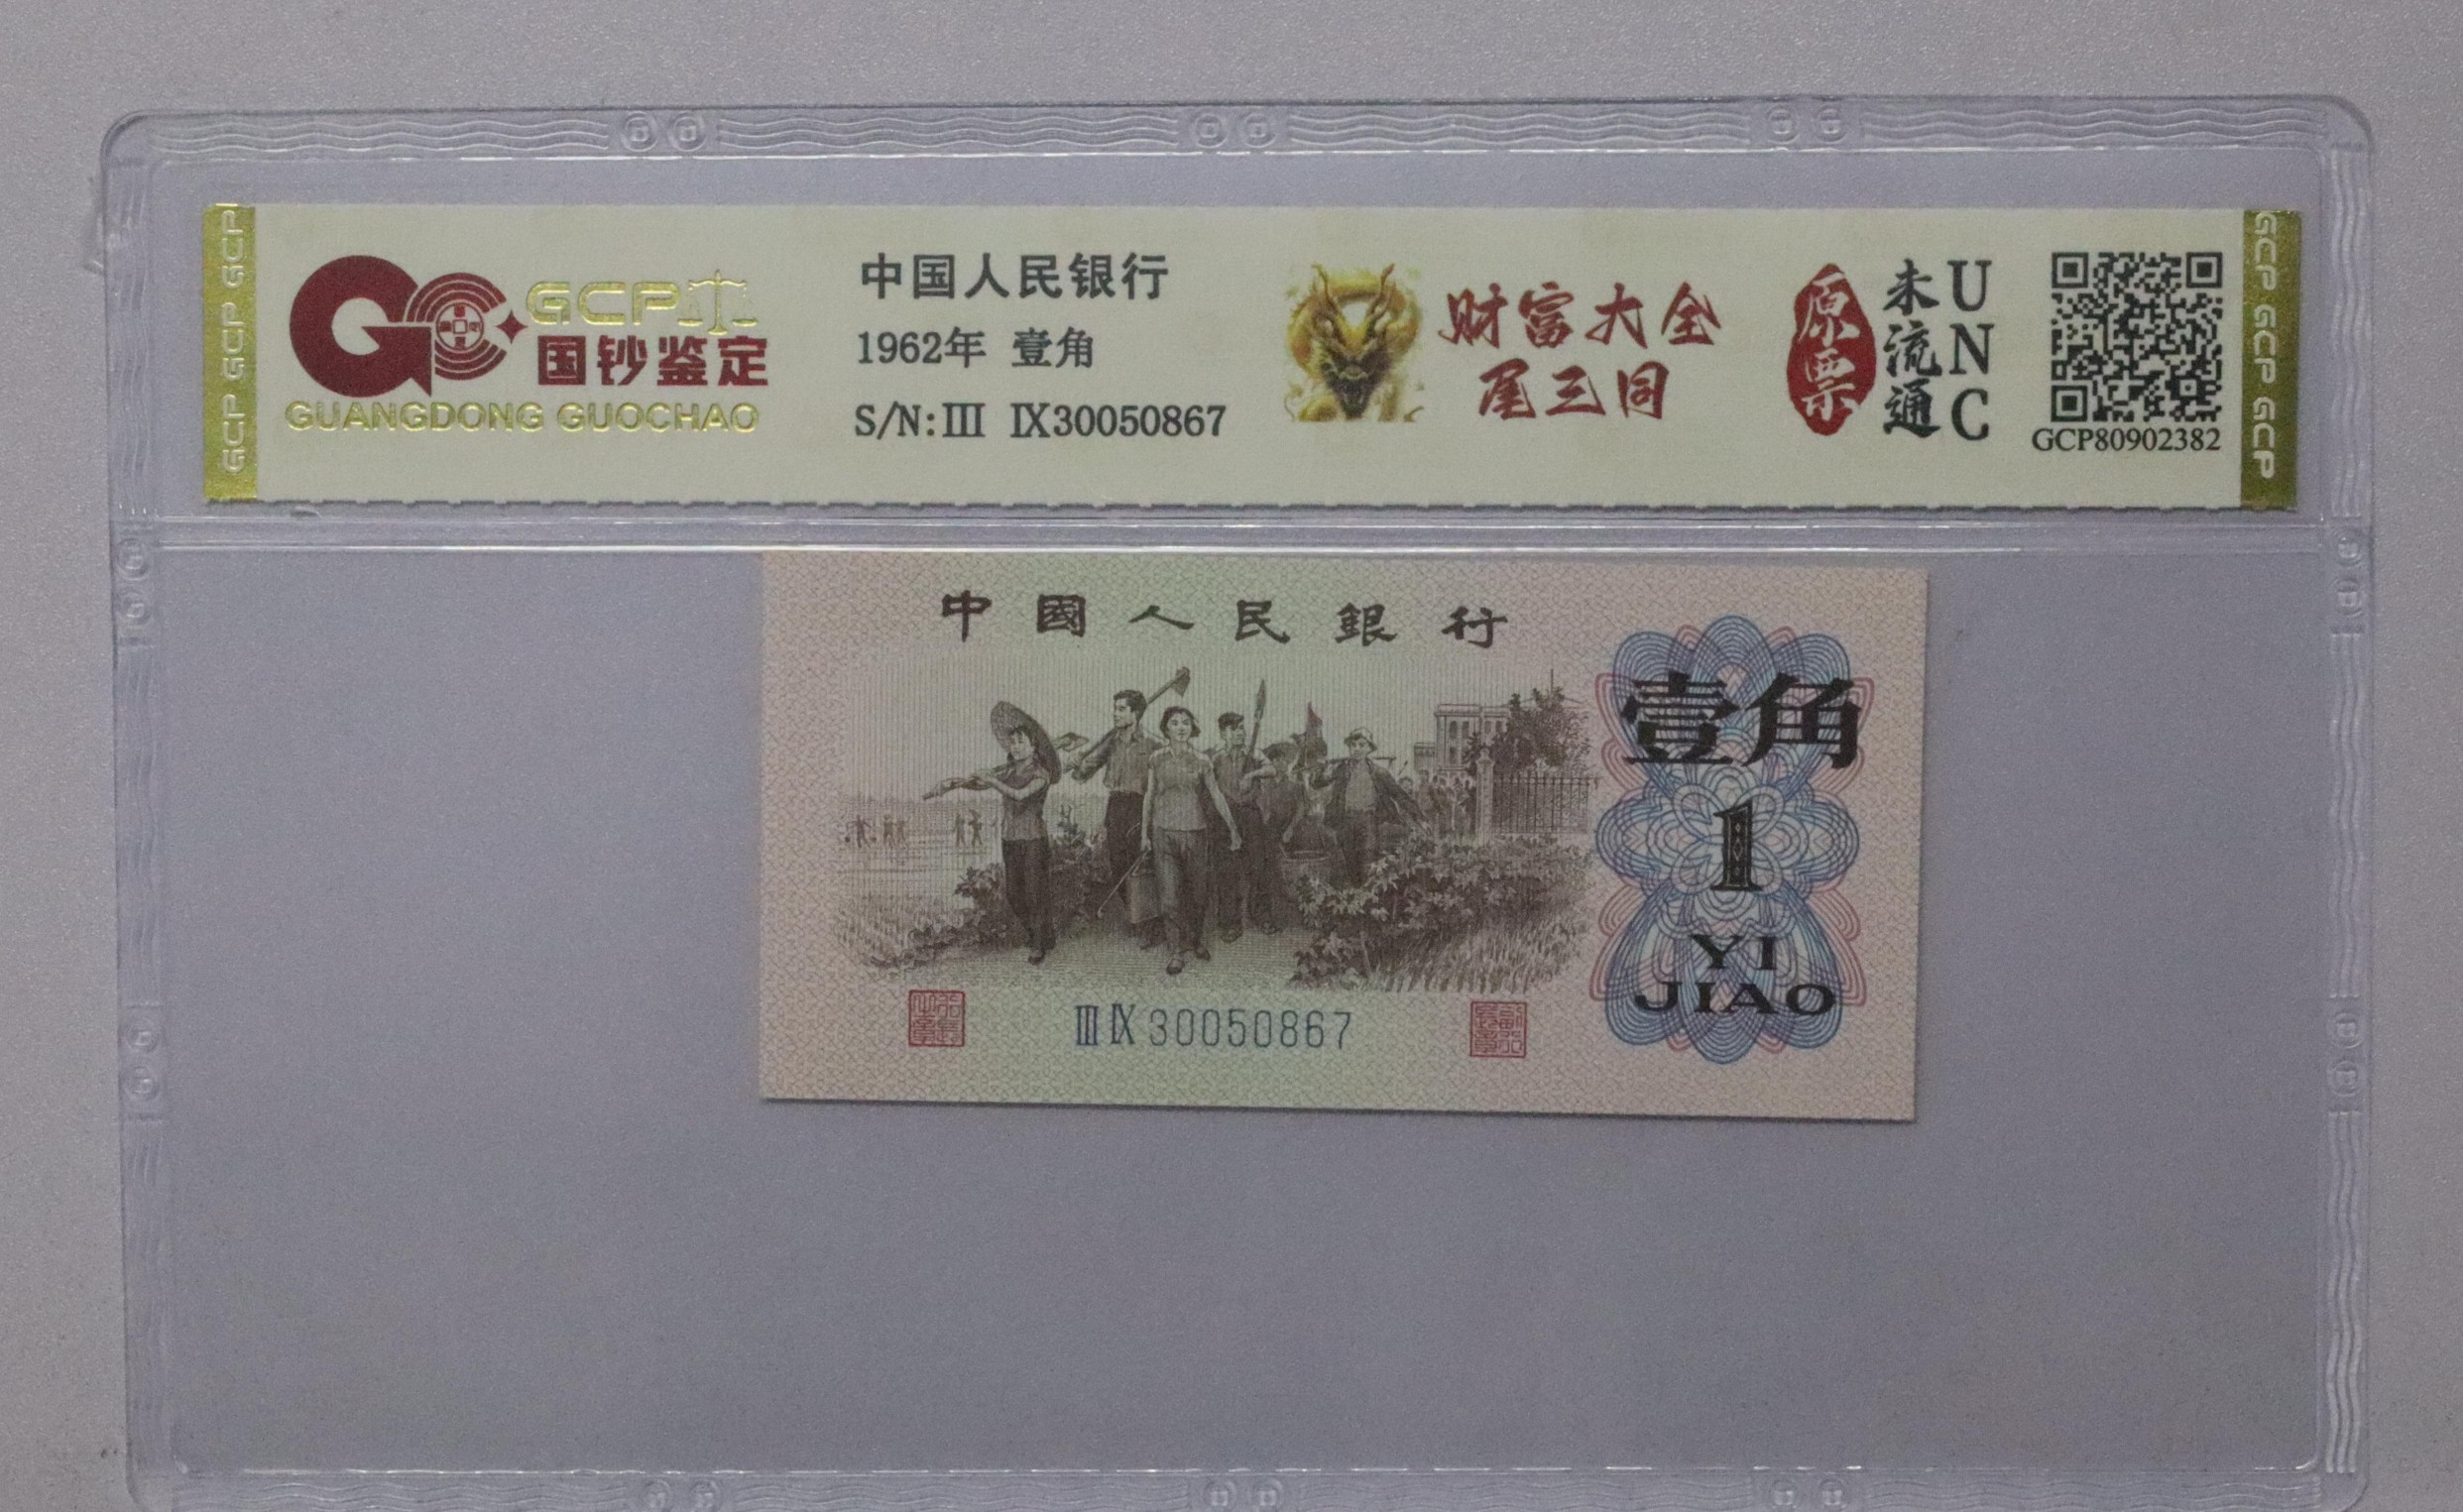 GCP GCP GCP
GCP
国钞鉴定
GUANGDONG GUOCHAO
中国人民银行
1962年 壹角
S/N:Ⅲ Ⅸ30050867
财富大全
尾三同
原票
未流通
UNC
GCP80902382
GCP GCP GCP
中國人民銀行
壹角
1
YI
JIAO
Ⅲ Ⅸ 30050867